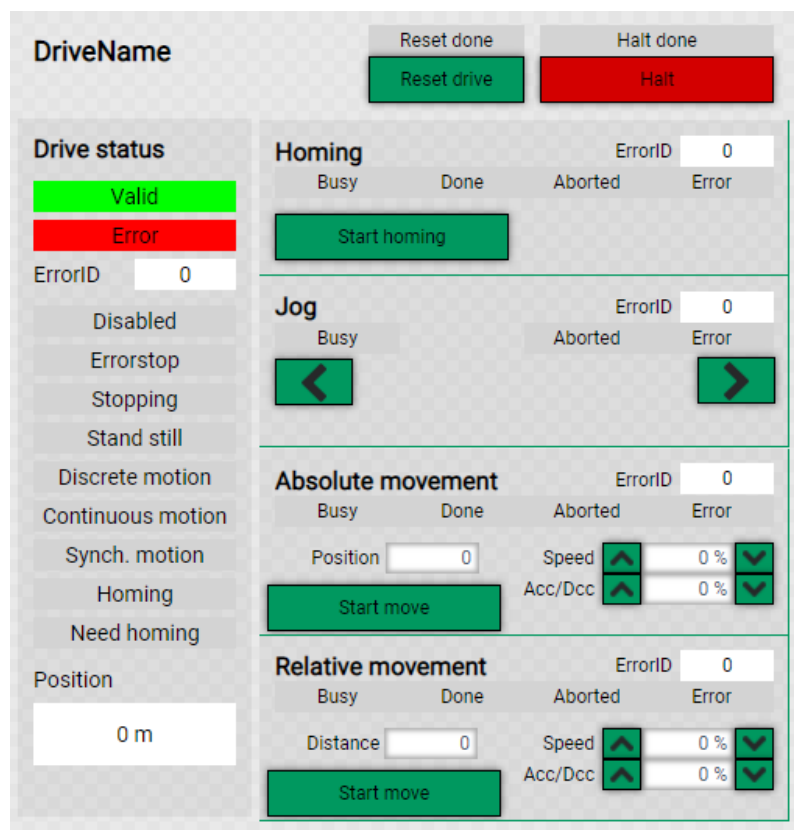 DriveName
Reset done
Halt done
Reset drive
Halt
Drive status
Valid
Error
ErrorID 0
Disabled
Errorstop
Stopping
Stand still
Discrete motion
Continuous motion
Synch. motion
Homing
Need homing
Position
0 m
Homing ErrorID 0
Busy Done Aborted Error
Start homing
Jog ErrorID 0
Busy Aborted Error
Absolute movement ErrorID 0
Busy Done Aborted Error
Position 0 Speed 0 %
Acc/Dcc 0 %
Start move
Relative movement ErrorID 0
Busy Done Aborted Error
Distance 0 Speed 0 %
Acc/Dcc 0 %
Start move